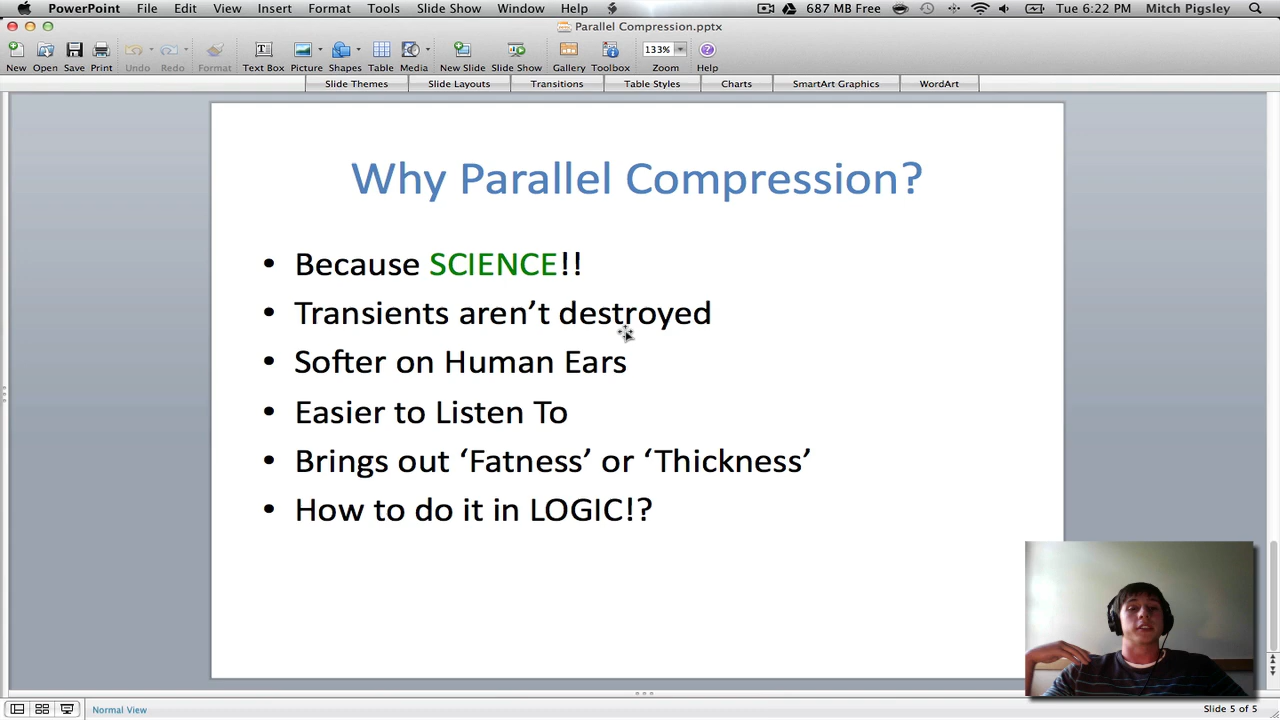 PowerPoint File Edit View Insert Format Tools Slide Show Window Help 687 MB Free Tue 6:22 PM Mitch Pigsley
Parallel Compression.pptx
133%
New Open Save Print Undo Redo Format Text Box Picture Shapes Table Media New Slide Slide Show Gallery Toolbox Zoom Help
Slide Themes Slide Layouts Transitions Table Styles Charts SmartArt Graphics WordArt
Why Parallel Compression?
• Because SCIENCE!!
• Transients aren’t destroyed
• Softer on Human Ears
• Easier to Listen To
• Brings out ‘Fatness’ or ‘Thickness’
• How to do it in LOGIC!?
Normal View Slide 5 of 5